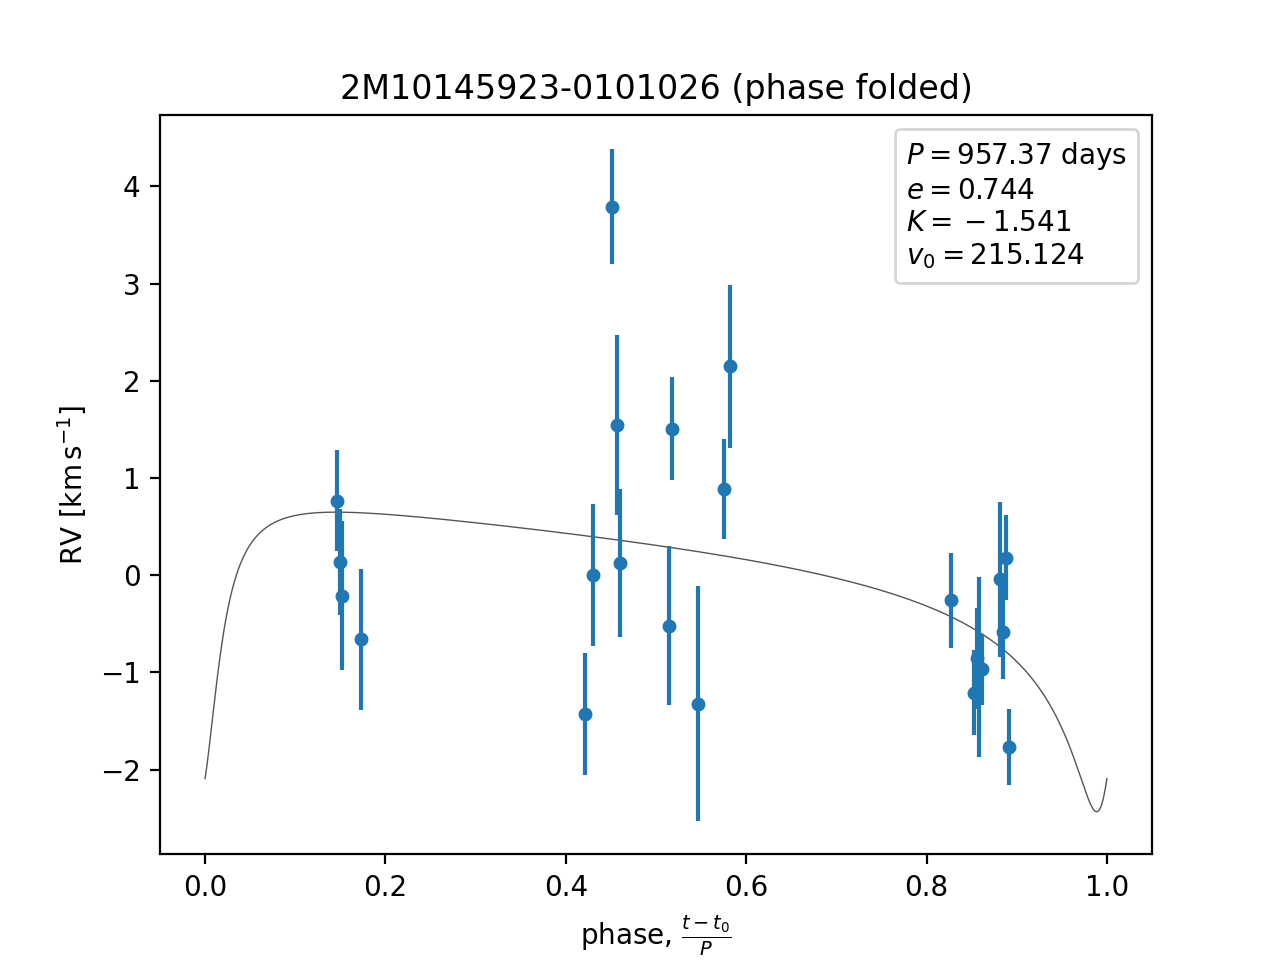 2M10145923-0101026 (phase folded)
P = 957.37 days
e = 0.744
K = −1.541
v₀ = 215.124
RV [km s⁻¹]
4
3
2
1
0
−1
−2
0.0 0.2 0.4 0.6 0.8 1.0
phase, (t − t₀)/P